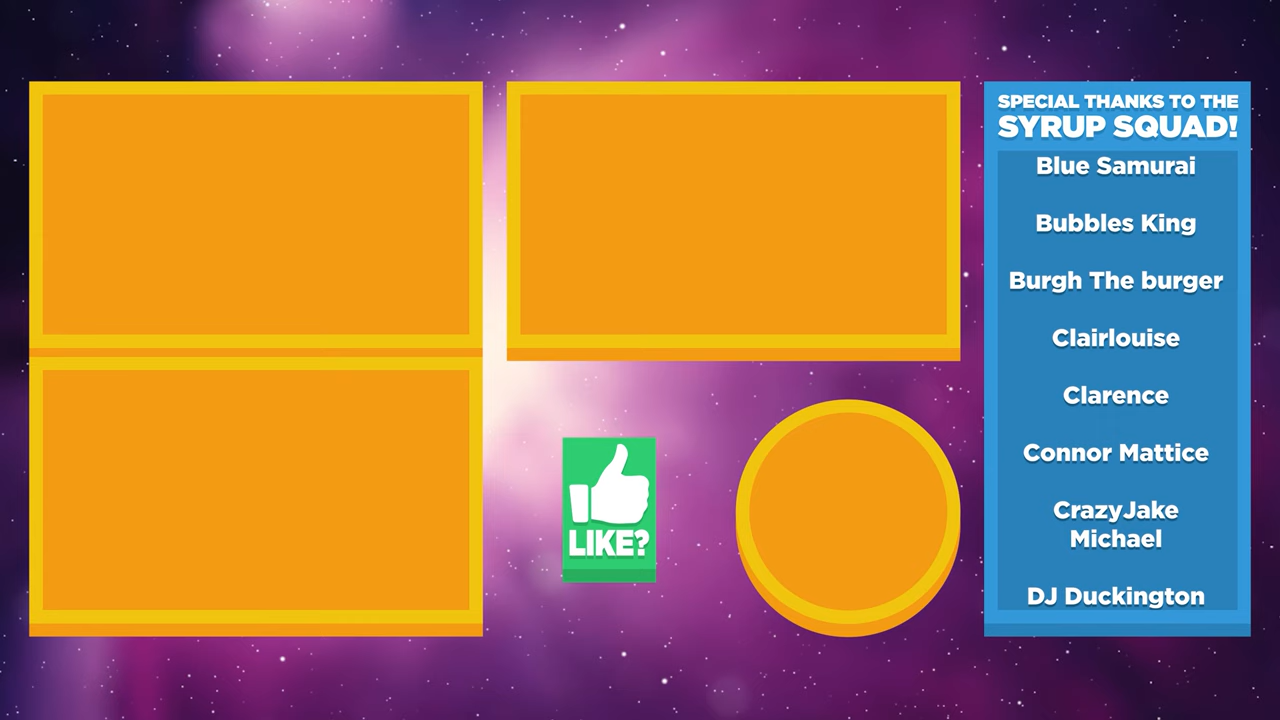 SPECIAL THANKS TO THE
SYRUP SQUAD!
Blue Samurai
Bubbles King
Burgh The burger
Clairlouise
Clarence
Connor Mattice
CrazyJake
Michael
DJ Duckington
LIKE?